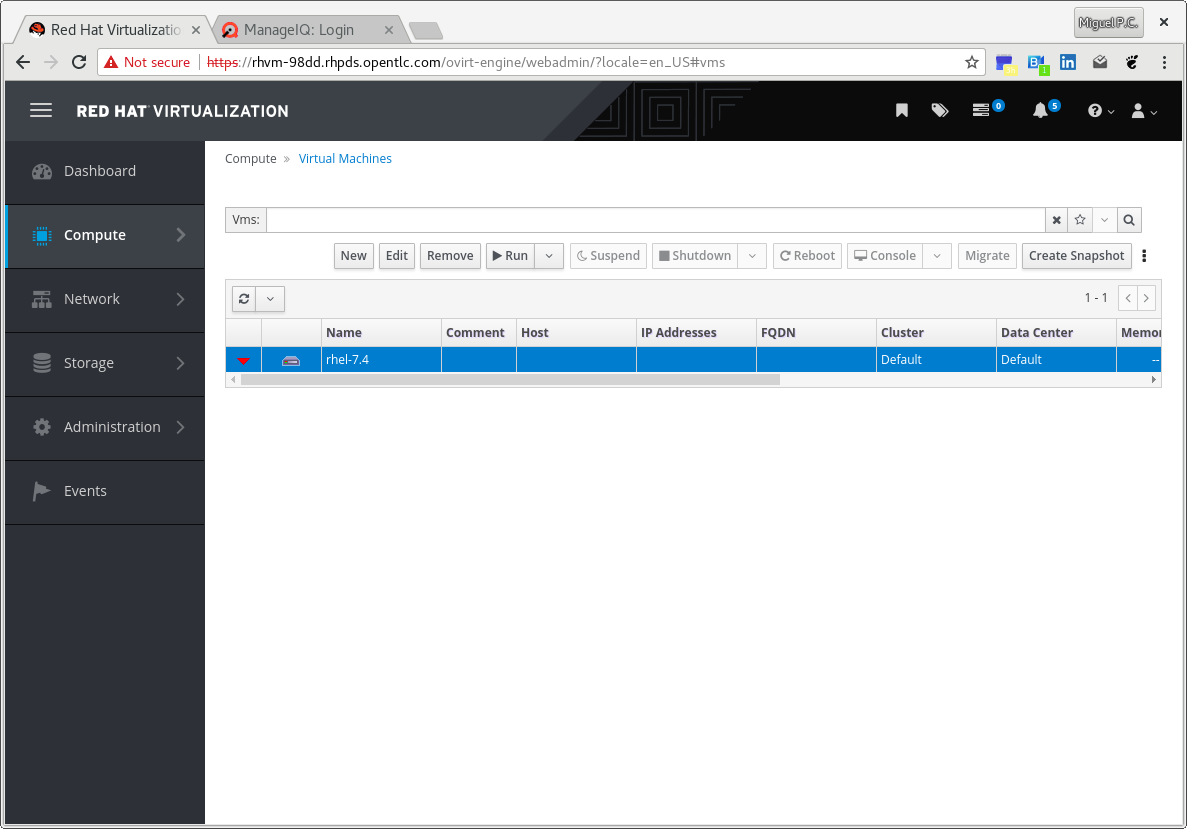 Red Hat Virtualizatio
ManageIQ: Login
Miguel P.C.
Not secure
https://rhvm-98dd.rhpds.opentlc.com/ovirt-engine/webadmin/?locale=en_US#vms
1
RED HAT VIRTUALIZATION
0
5
Dashboard
Compute
Network
Storage
Administration
Events
Compute » Virtual Machines
Vms:
New Edit Remove Run Suspend Shutdown Reboot Console Migrate Create Snapshot
1 - 1
Name Comment Host IP Addresses FQDN Cluster Data Center Memor
rhel-7.4 Default Default --